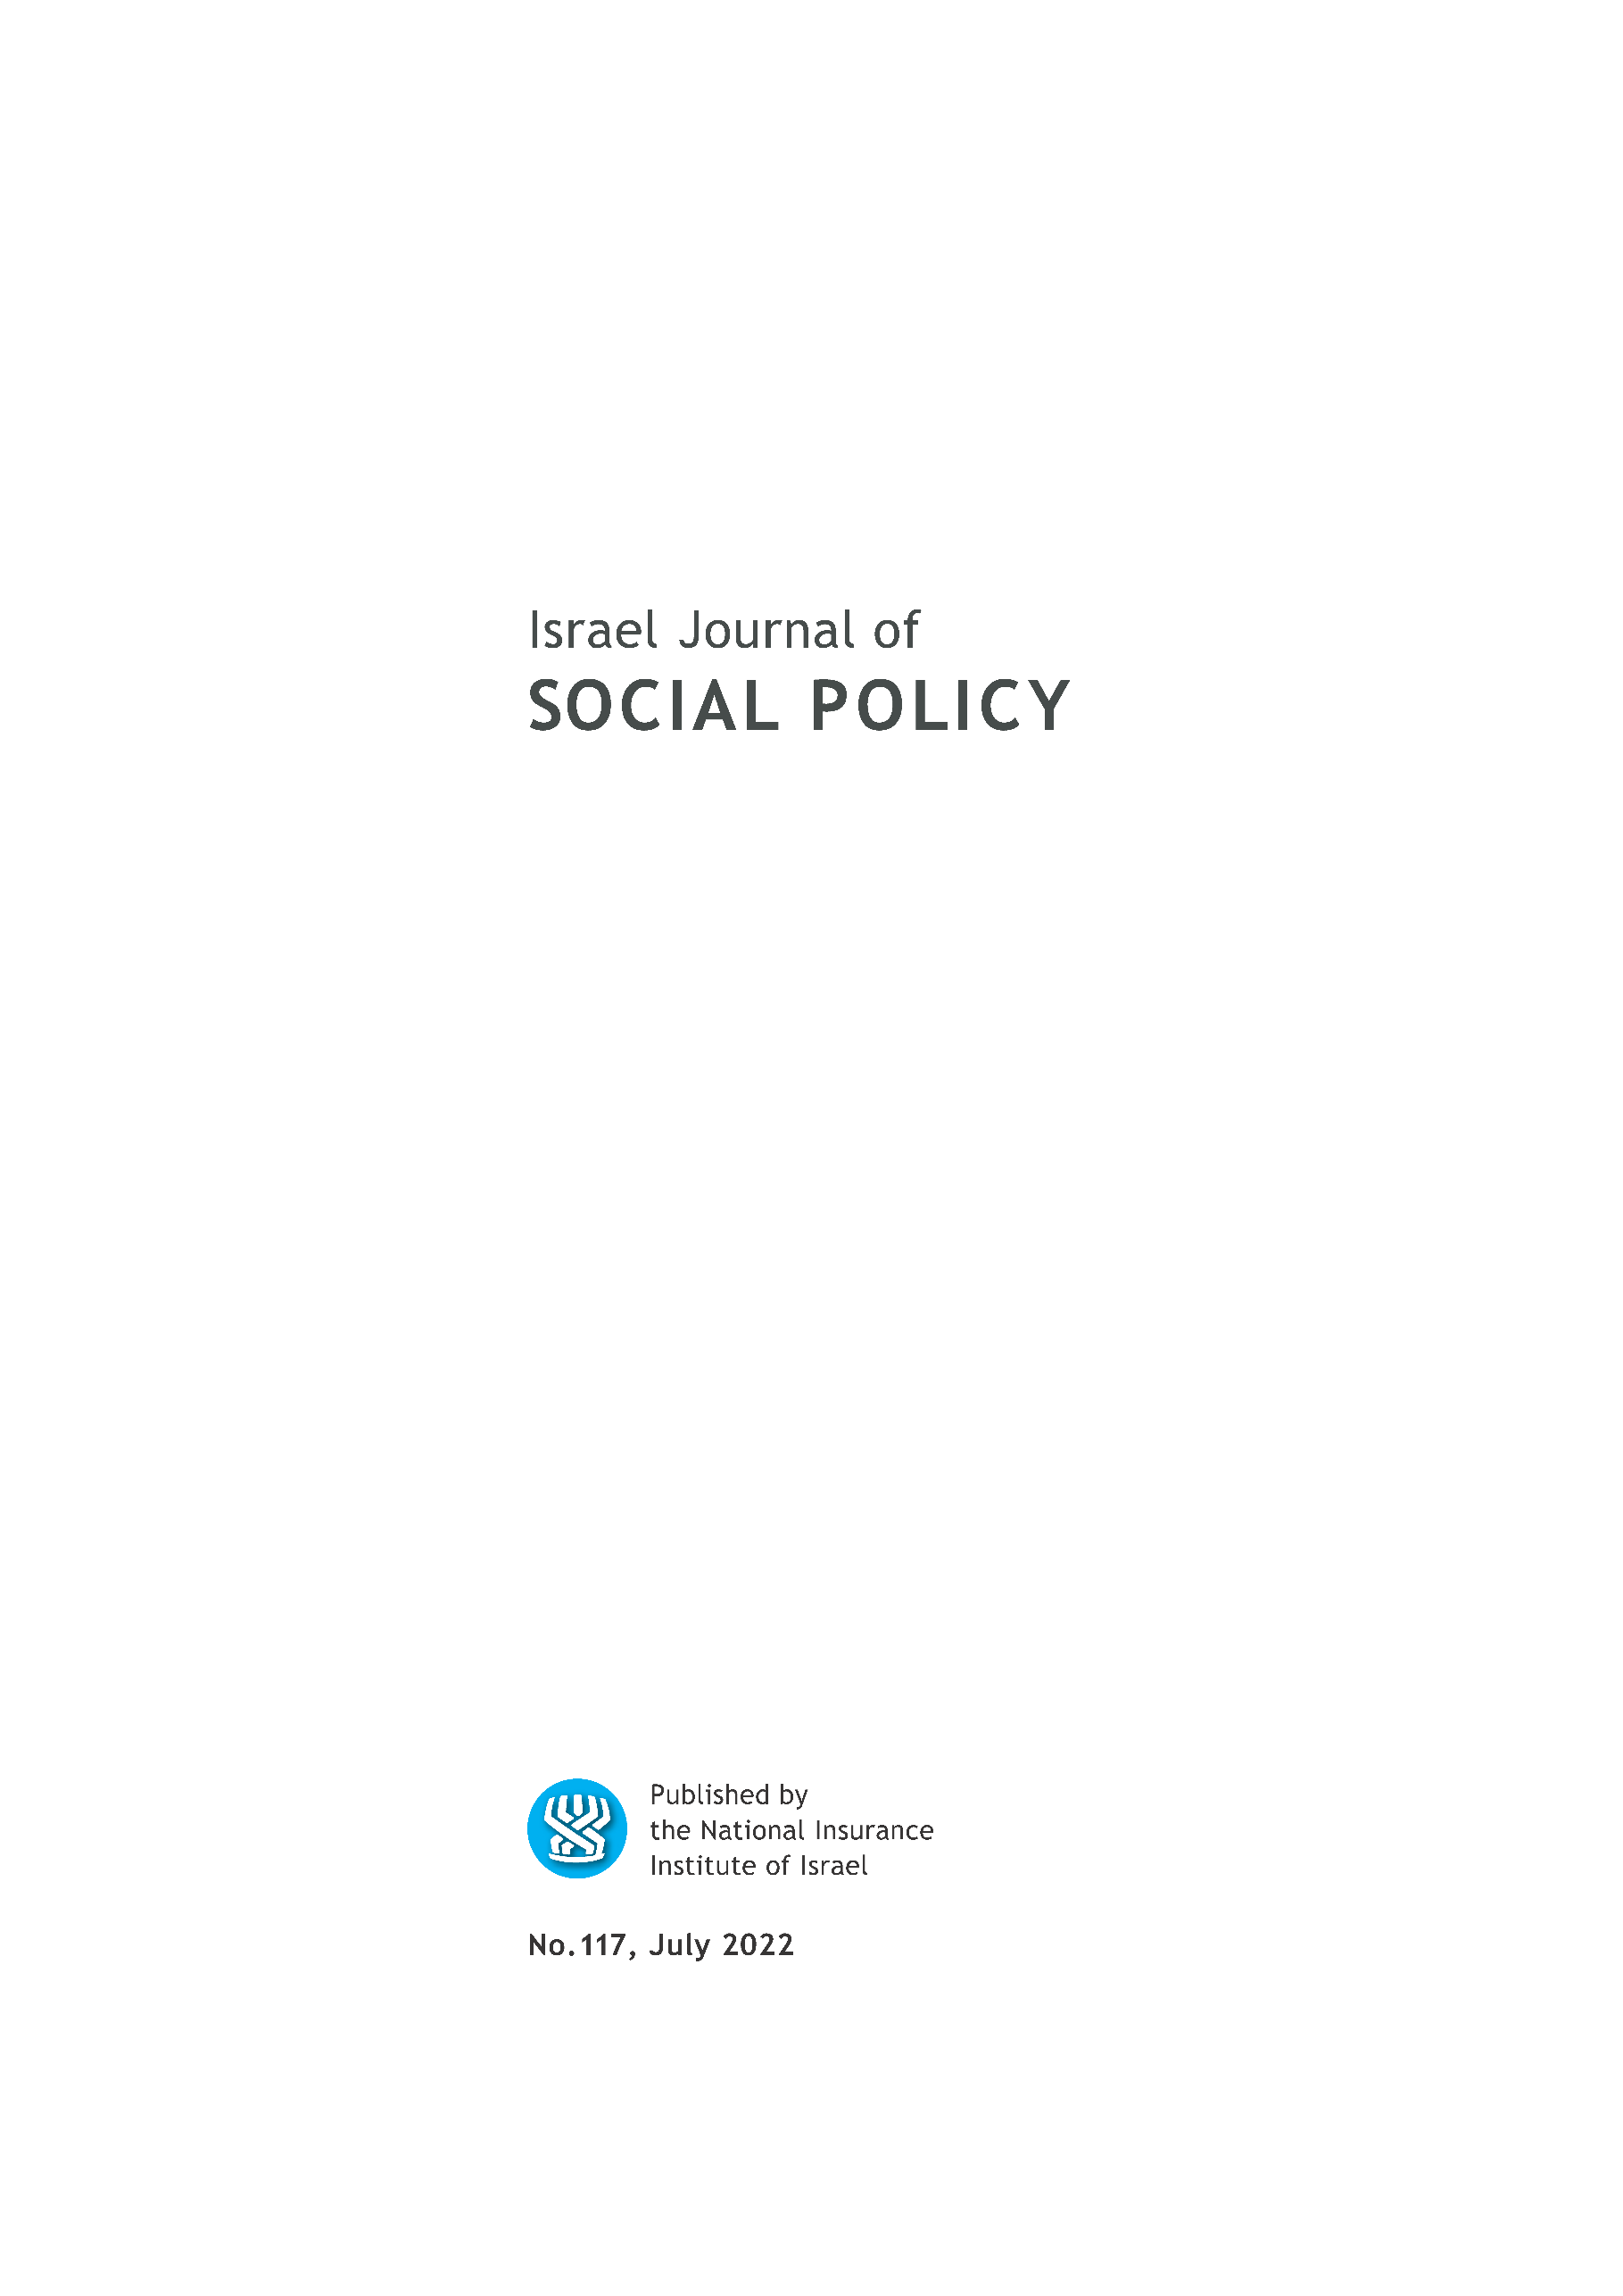 Israel Journal of
SOCIAL POLICY
Published by
the National Insurance
Institute of Israel
No.117, July 2022